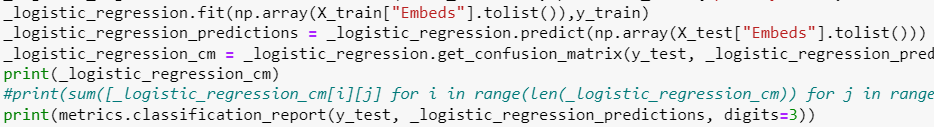 _logistic_regression.fit(np.array(X_train["Embeds"].tolist()),y_train)
_logistic_regression_predictions = _logistic_regression.predict(np.array(X_test["Embeds"].tolist()))
_logistic_regression_cm = _logistic_regression.get_confusion_matrix(y_test, _logistic_regression_pred
print(_logistic_regression_cm)
#print(sum([_logistic_regression_cm[i][j] for i in range(len(_logistic_regression_cm)) for j in range
print(metrics.classification_report(y_test, _logistic_regression_predictions, digits=3))